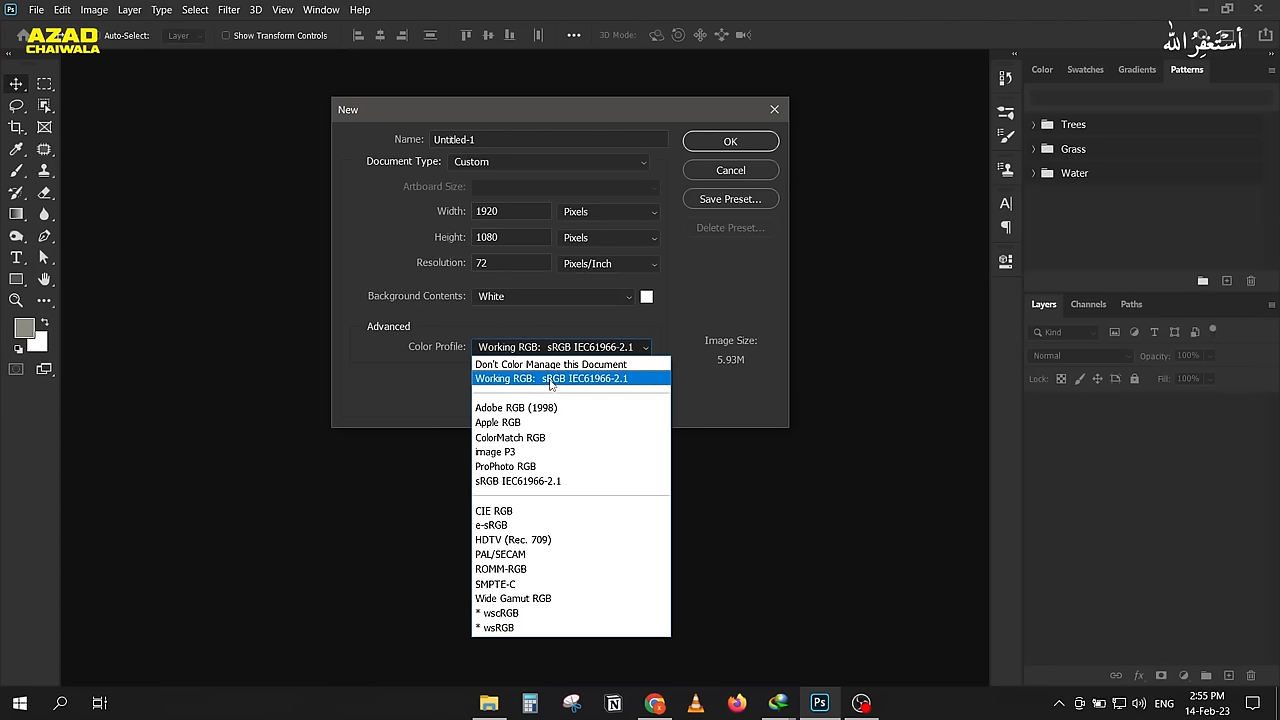 Ps File Edit Image Layer Type Select Filter 3D View Window Help
AZAD
CHAIWALA
Auto-Select: Layer Show Transform Controls 3D Mode:
أستغفر الله
Color Swatches Gradients Patterns
Trees
Grass
Water
New
Name: Untitled-1
OK
Document Type: Custom
Cancel
Artboard Size:
Save Preset...
Width: 1920 Pixels
Delete Preset...
Height: 1080 Pixels
Resolution: 72 Pixels/Inch
Background Contents: White
Advanced
Color Profile: Working RGB: sRGB IEC61966-2.1
Image Size:
5.93M
Don't Color Manage this Document
Working RGB: sRGB IEC61966-2.1
Adobe RGB (1998)
Apple RGB
ColorMatch RGB
image P3
ProPhoto RGB
sRGB IEC61966-2.1
CIE RGB
e-sRGB
HDTV (Rec. 709)
PAL/SECAM
ROMM-RGB
SMPTE-C
Wide Gamut RGB
* wscRGB
* wsRGB
Layers Channels Paths
Kind
Normal Opacity: 100%
Lock: Fill: 100%
Ps
ENG
2:55 PM
14-Feb-23